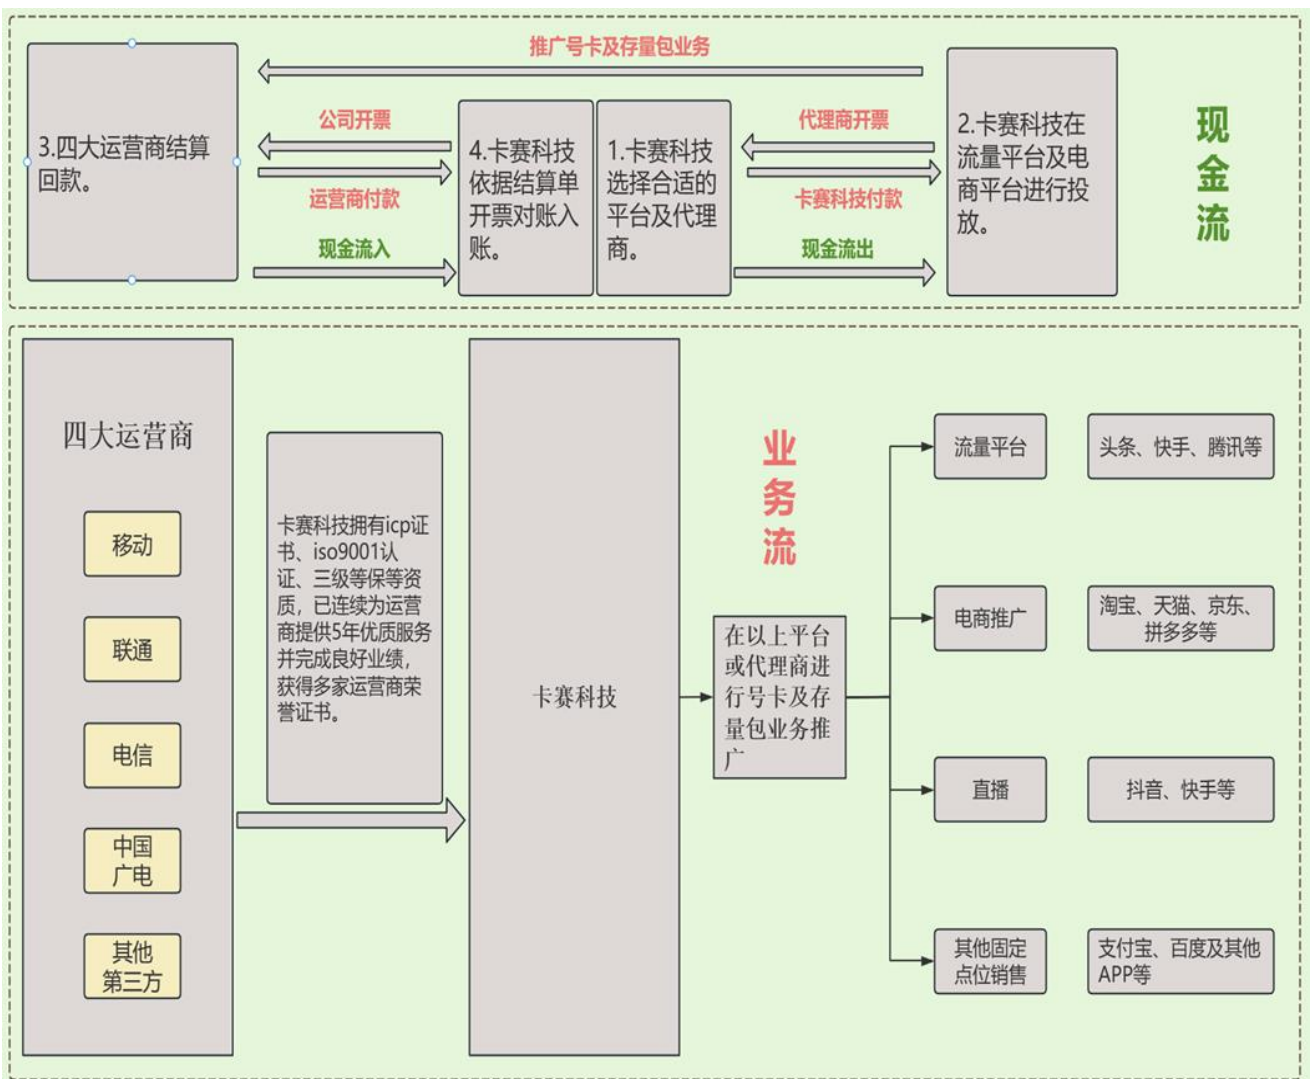 推广号卡及存量包业务
3.四大运营商结算
回款。
公司开票
运营商付款
现金流入
4.卡赛科技
依据结算单
开票对账入
账。
1.卡赛科技
选择合适的
平台及代理
商。
代理商开票
卡赛科技付款
现金流出
2.卡赛科技在
流量平台及电
商平台进行投
放。
现
金
流
四大运营商
移动
联通
电信
中国
广电
其他
第三方
卡赛科技拥有icp证
书、iso9001认
证、三级等保等资
质，已连续为运营
商提供5年优质服务
并完成良好业绩，
获得多家运营商荣
誉证书。
卡赛科技
业
务
流
在以上平台
或代理商进
行号卡及存
量包业务推
广
流量平台
头条、快手、腾讯等
电商推广
淘宝、天猫、京东、
拼多多等
直播
抖音、快手等
其他固定
点位销售
支付宝、百度及其他
APP等